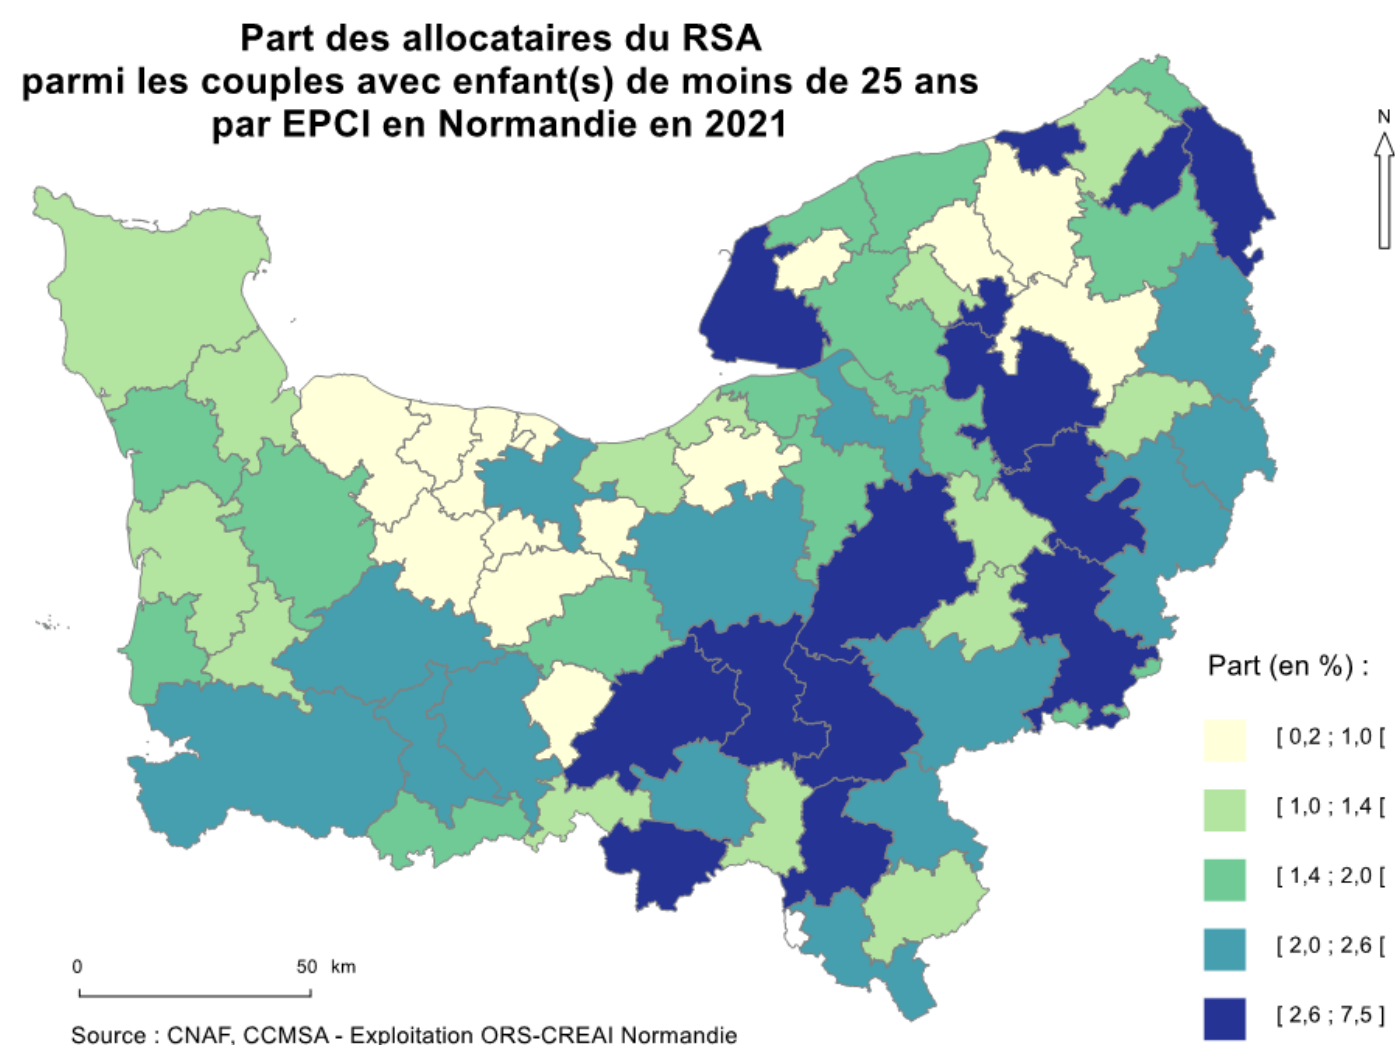 Part des allocataires du RSA
parmi les couples avec enfant(s) de moins de 25 ans
par EPCI en Normandie en 2021
N
Part (en %) :
[ 0,2 ; 1,0 [
[ 1,0 ; 1,4 [
[ 1,4 ; 2,0 [
[ 2,0 ; 2,6 [
[ 2,6 ; 7,5 ]
0 50 km
Source : CNAF, CCMSA - Exploitation ORS-CREAI Normandie